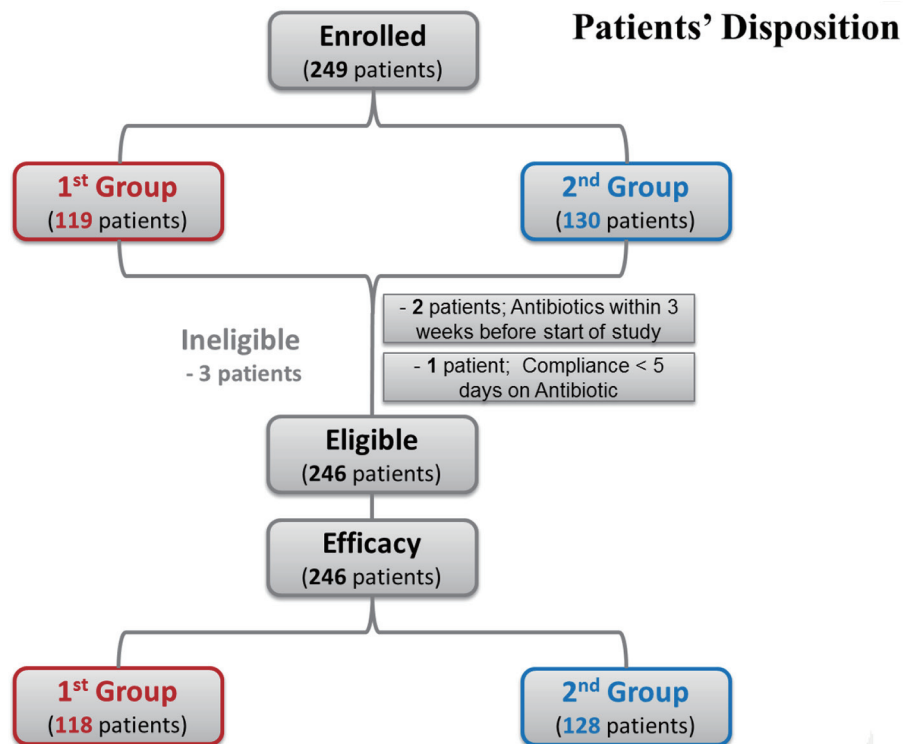 Patients’ Disposition
Enrolled
(249 patients)
1st Group
(119 patients)
2nd Group
(130 patients)
Ineligible
- 3 patients
- 2 patients; Antibiotics within 3
weeks before start of study
- 1 patient;  Compliance < 5
days on Antibiotic
Eligible
(246 patients)
Efficacy
(246 patients)
1st Group
(118 patients)
2nd Group
(128 patients)